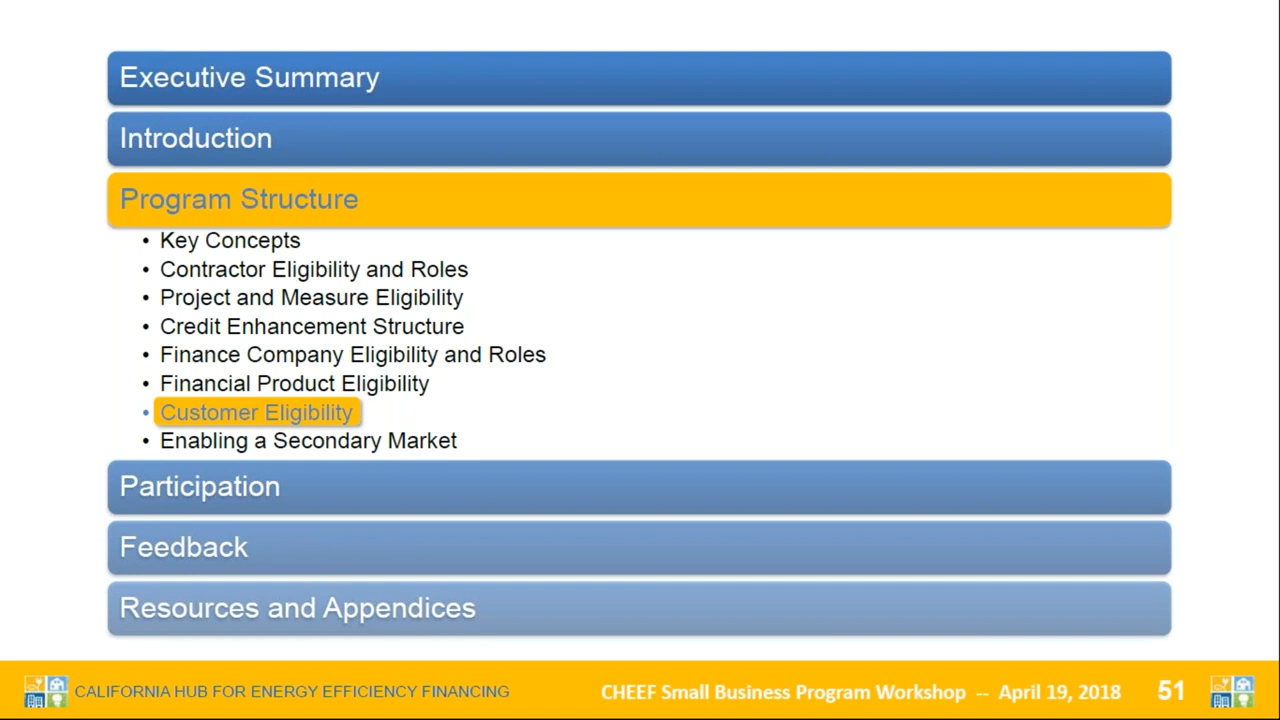 Executive Summary
Introduction
Program Structure
• Key Concepts
• Contractor Eligibility and Roles
• Project and Measure Eligibility
• Credit Enhancement Structure
• Finance Company Eligibility and Roles
• Financial Product Eligibility
• Customer Eligibility
• Enabling a Secondary Market
Participation
Feedback
Resources and Appendices
CALIFORNIA HUB FOR ENERGY EFFICIENCY FINANCING CHEEF Small Business Program Workshop -- April 19, 2018 51